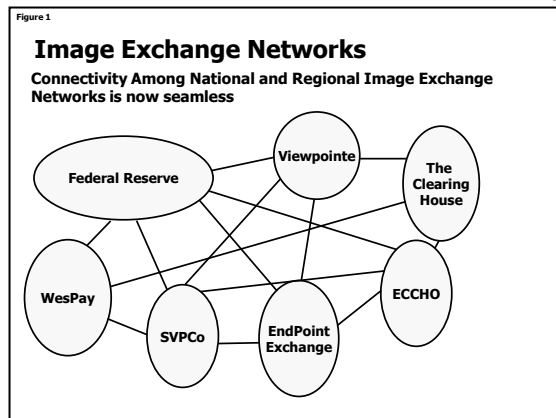 Figure 1
Image Exchange Networks
Connectivity Among National and Regional Image Exchange
Networks is now seamless
Federal Reserve
Viewpointe
The
Clearing
House
WesPay
SVPCo
EndPoint
Exchange
ECCHO